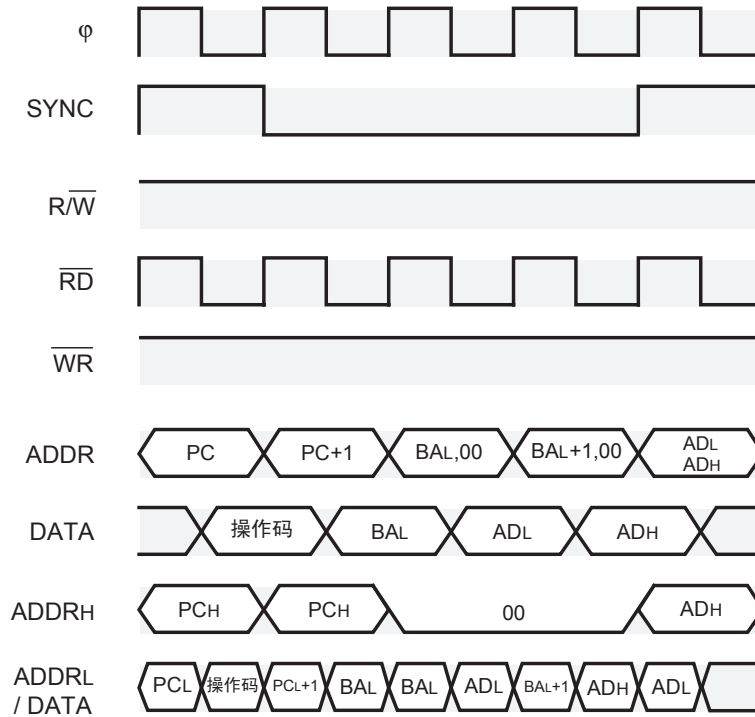 φ
SYNC
R/W̅
R̅D̅
W̅R̅
ADDR PC PC+1 BAL,00 BAL+1,00 ADL
ADH
DATA 操作码 BAL ADL ADH
ADDRH PCH PCH 00 ADH
ADDRL
/ DATA PCL 操作码 PCL+1 BAL BAL ADL BAL+1 ADH ADL